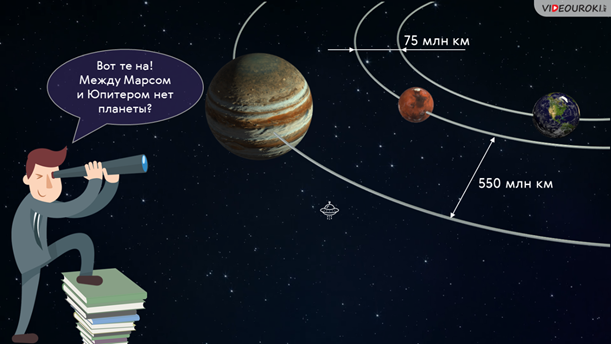 VIDEOUROKI
75 млн км
Вот те на!
Между Марсом
и Юпитером нет
планеты?
550 млн км